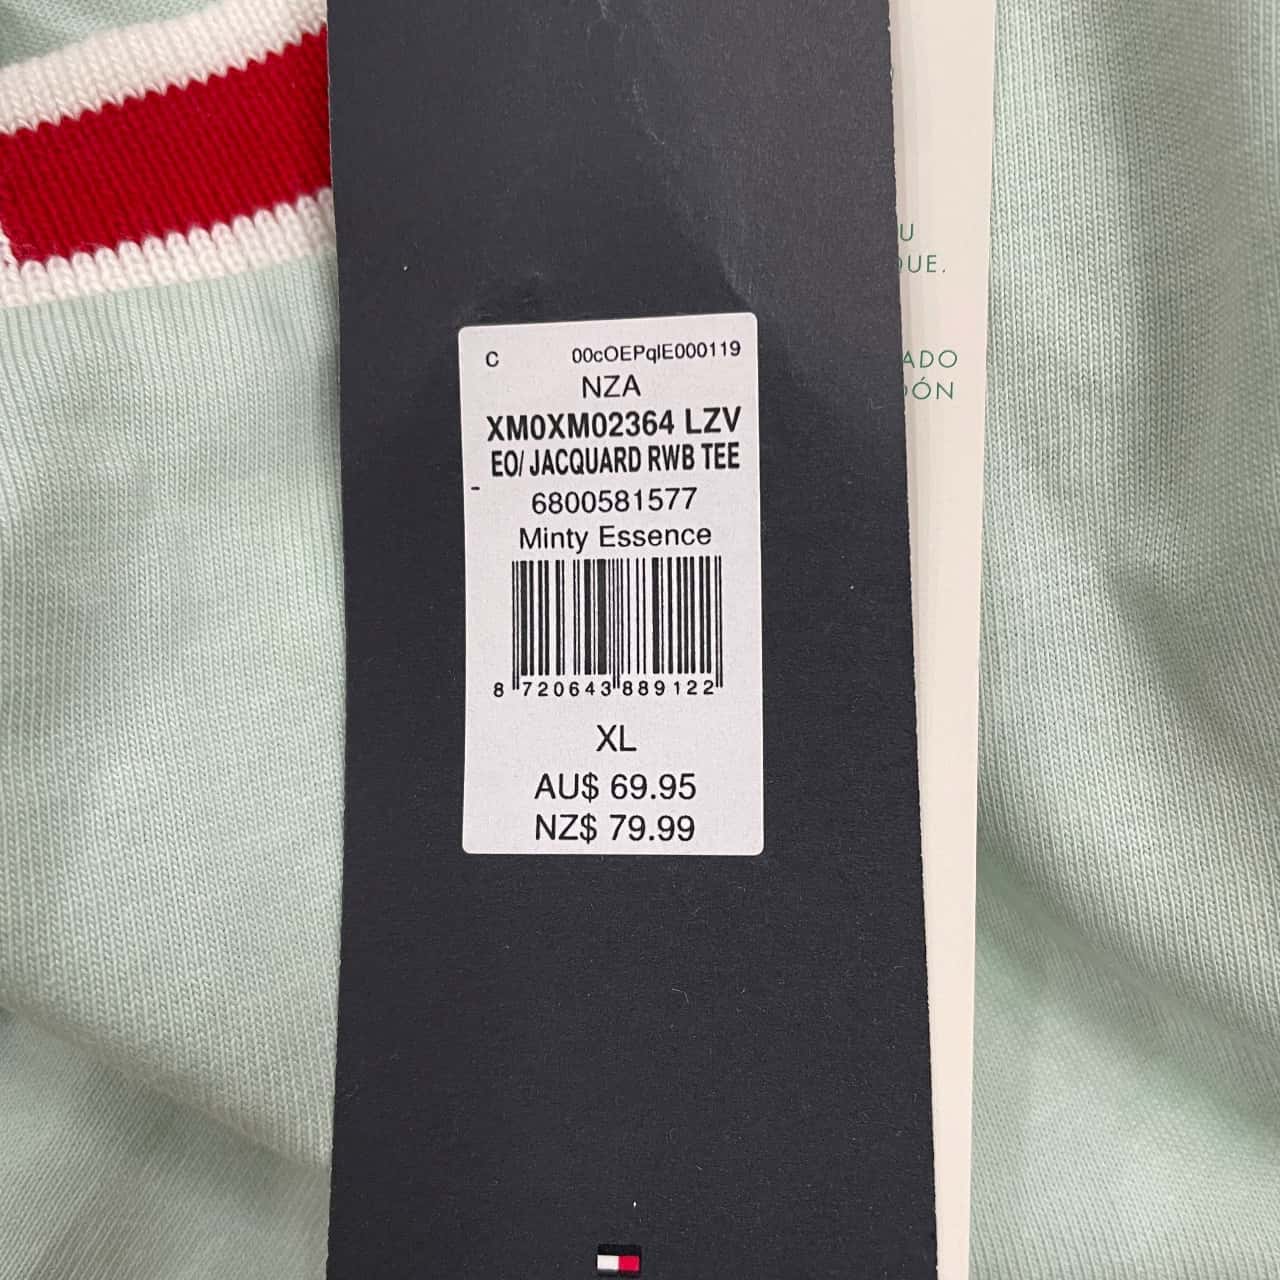 C 00cOEPqlE000119
NZA
XM0XM02364 LZV
EO/ JACQUARD RWB TEE
6800581577
Minty Essence
8 720643 889122
XL
AU$ 69.95
NZ$ 79.99
U
QUE.
ADO
DÓN